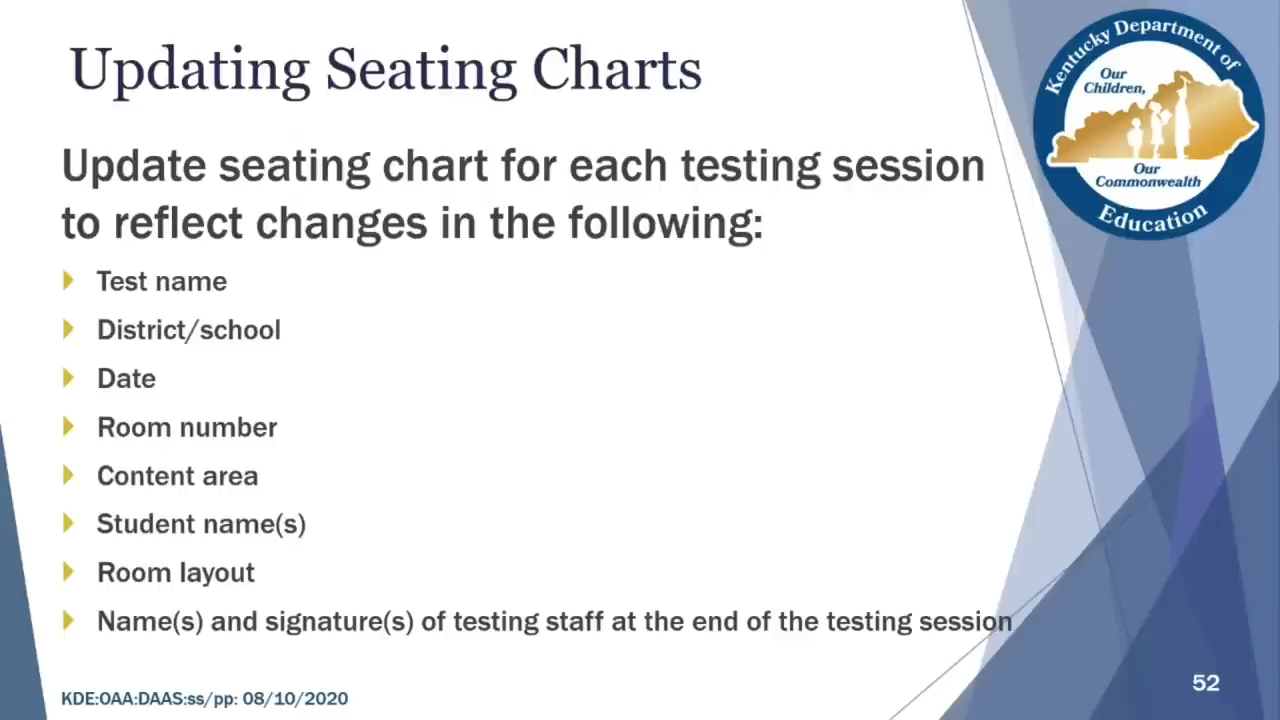 Updating Seating Charts
Kentucky Department of
Our
Children,
Our
Commonwealth
Education
Update seating chart for each testing session
to reflect changes in the following:
Test name
District/school
Date
Room number
Content area
Student name(s)
Room layout
Name(s) and signature(s) of testing staff at the end of the testing session
KDE:OAA:DAAS:ss/pp: 08/10/2020
52